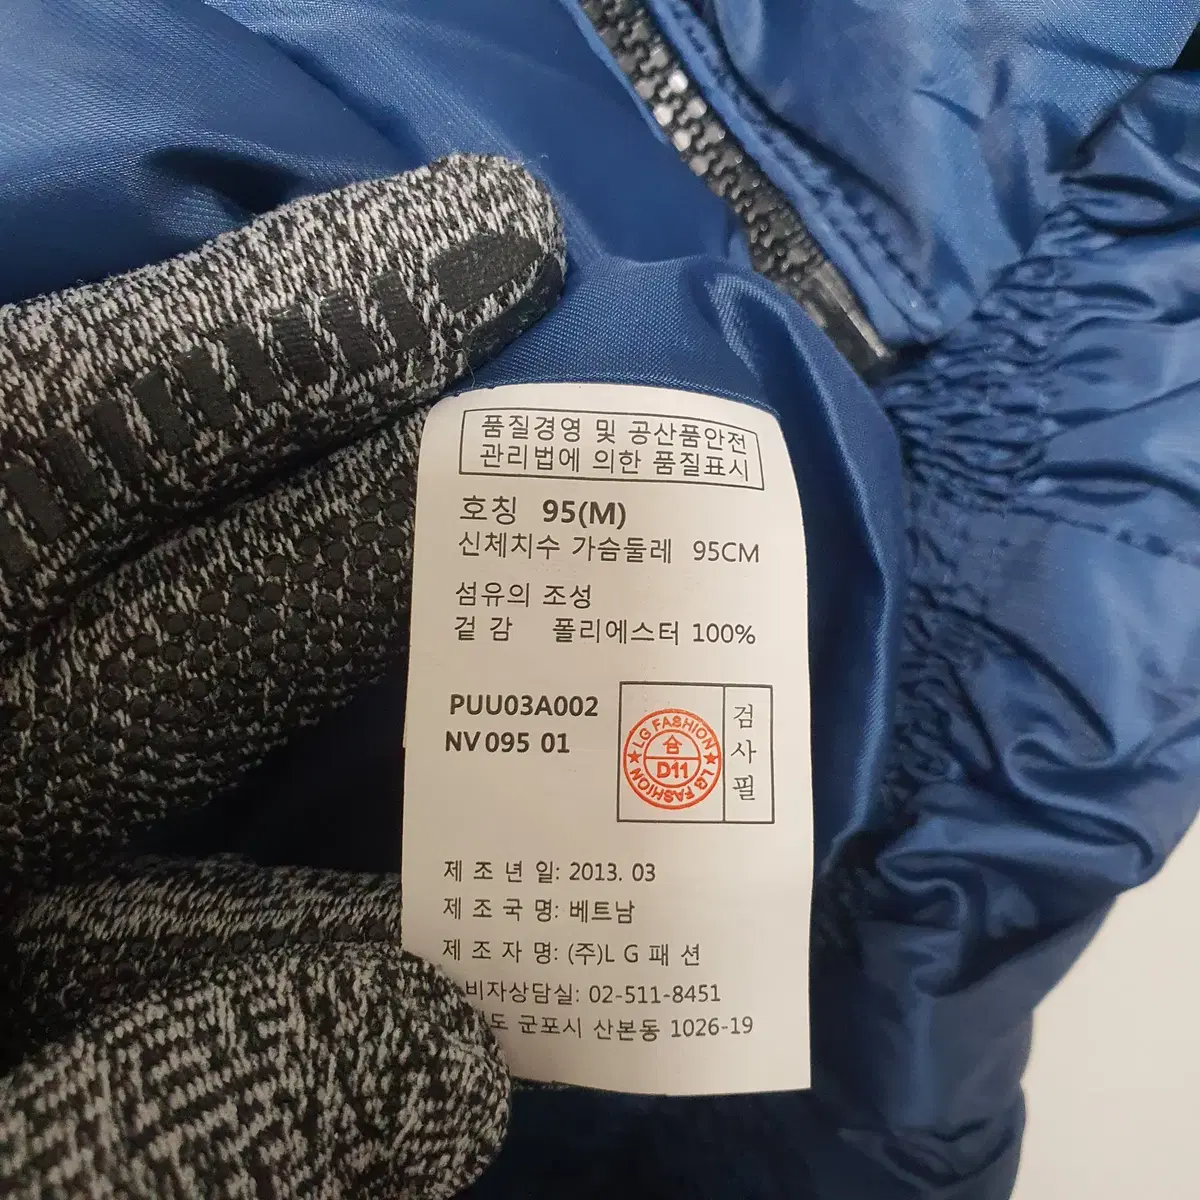 품질경영 및 공산품안전
관리법에 의한 품질표시
호칭 95(M)
신체치수 가슴둘레 95CM
섬유의 조성
겉 감 폴리에스터 100%
PUU03A002
NV 095 01
LG FASHION
合
D11
LG FASHION
검사필
제 조 년 일: 2013. 03
제 조 국 명: 베트남
제 조 자 명: (주)L G 패 션
비자상담실: 02-511-8451
도 군포시 산본동 1026-19